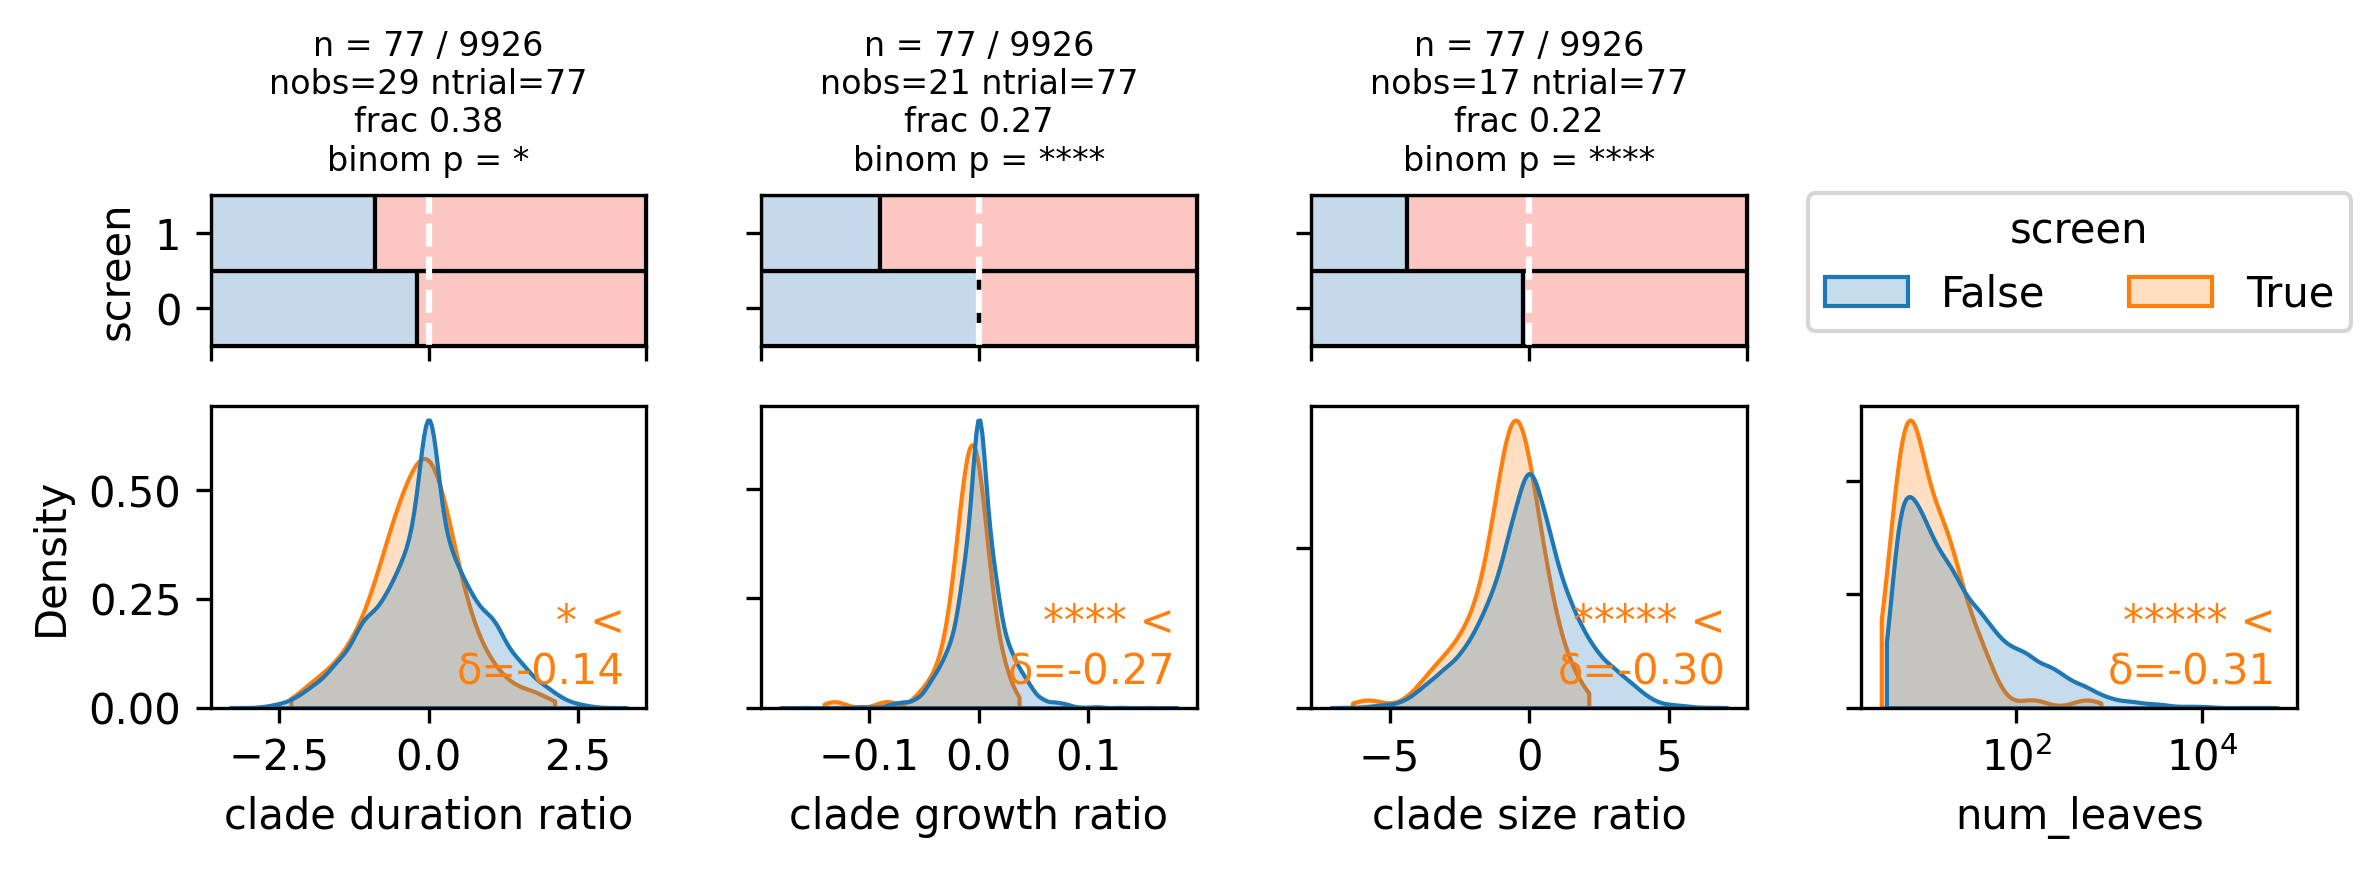 n = 77 / 9926
nobs=29 ntrial=77
frac 0.38
binom p = *
n = 77 / 9926
nobs=21 ntrial=77
frac 0.27
binom p = ****
n = 77 / 9926
nobs=17 ntrial=77
frac 0.22
binom p = ****
screen
1
0
screen
False
True
Density
0.50
0.25
0.00
* <
δ=-0.14
−2.5
0.0
2.5
clade duration ratio
**** <
δ=-0.27
−0.1
0.0
0.1
clade growth ratio
***** <
δ=-0.30
−5
0
5
clade size ratio
***** <
δ=-0.31
10²
10⁴
num_leaves